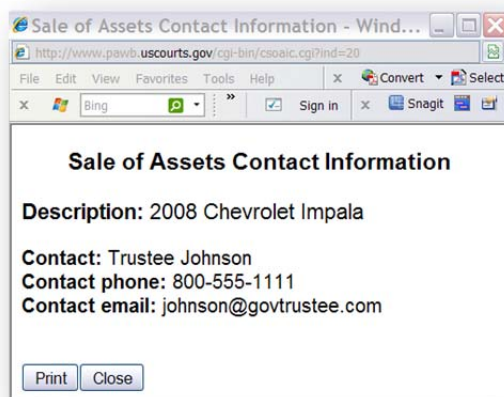 Sale of Assets Contact Information - Wind...
http://www.pawb.uscourts.gov/cgi-bin/csoaic.cgi?ind=20
File Edit View Favorites Tools Help x Convert Select
x Bing » Sign in x Snagit
Sale of Assets Contact Information
Description: 2008 Chevrolet Impala
Contact: Trustee Johnson
Contact phone: 800-555-1111
Contact email: johnson@govtrustee.com
Print Close